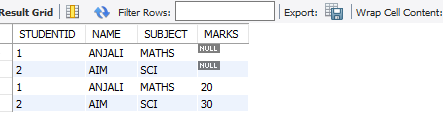 Result Grid Filter Rows: Export: Wrap Cell Content:
STUDENTID NAME SUBJECT MARKS
1 ANJALI MATHS NULL
2 AIM SCI NULL
1 ANJALI MATHS 20
2 AIM SCI 30